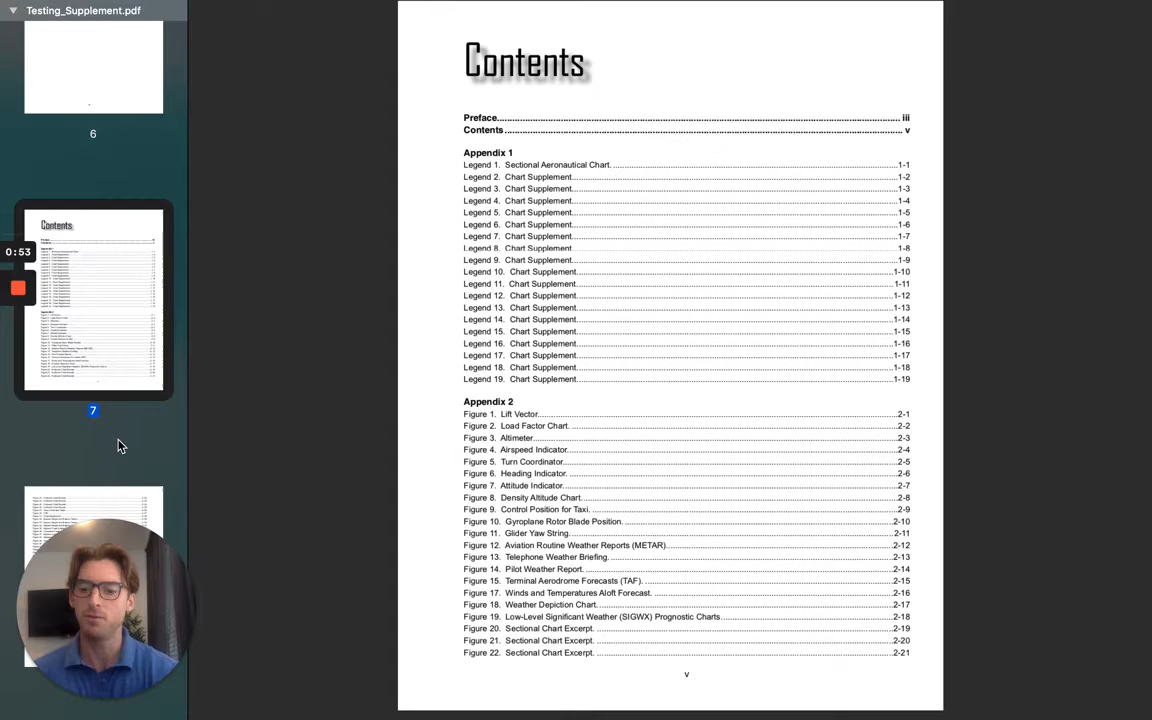 Testing_Supplement.pdf
6
Contents
0:53
7
Contents
Preface iii
Contents v
Appendix 1
Legend 1. Sectional Aeronautical Chart. 1-1
Legend 2. Chart Supplement 1-2
Legend 3. Chart Supplement 1-3
Legend 4. Chart Supplement 1-4
Legend 5. Chart Supplement 1-5
Legend 6. Chart Supplement 1-6
Legend 7. Chart Supplement 1-7
Legend 8. Chart Supplement 1-8
Legend 9. Chart Supplement 1-9
Legend 10. Chart Supplement 1-10
Legend 11. Chart Supplement 1-11
Legend 12. Chart Supplement 1-12
Legend 13. Chart Supplement 1-13
Legend 14. Chart Supplement 1-14
Legend 15. Chart Supplement 1-15
Legend 16. Chart Supplement 1-16
Legend 17. Chart Supplement 1-17
Legend 18. Chart Supplement 1-18
Legend 19. Chart Supplement 1-19
Appendix 2
Figure 1. Lift Vector 2-1
Figure 2. Load Factor Chart. 2-2
Figure 3. Altimeter 2-3
Figure 4. Airspeed Indicator 2-4
Figure 5. Turn Coordinator 2-5
Figure 6. Heading Indicator. 2-6
Figure 7. Attitude Indicator 2-7
Figure 8. Density Altitude Chart. 2-8
Figure 9. Control Position for Taxi. 2-9
Figure 10. Gyroplane Rotor Blade Position. 2-10
Figure 11. Glider Yaw String. 2-11
Figure 12. Aviation Routine Weather Reports (METAR) 2-12
Figure 13. Telephone Weather Briefing. 2-13
Figure 14. Pilot Weather Report. 2-14
Figure 15. Terminal Aerodrome Forecasts (TAF). 2-15
Figure 17. Winds and Temperatures Aloft Forecast. 2-16
Figure 18. Weather Depiction Chart. 2-17
Figure 19. Low-Level Significant Weather (SIGWX) Prognostic Charts 2-18
Figure 20. Sectional Chart Excerpt. 2-19
Figure 21. Sectional Chart Excerpt. 2-20
Figure 22. Sectional Chart Excerpt. 2-21
v